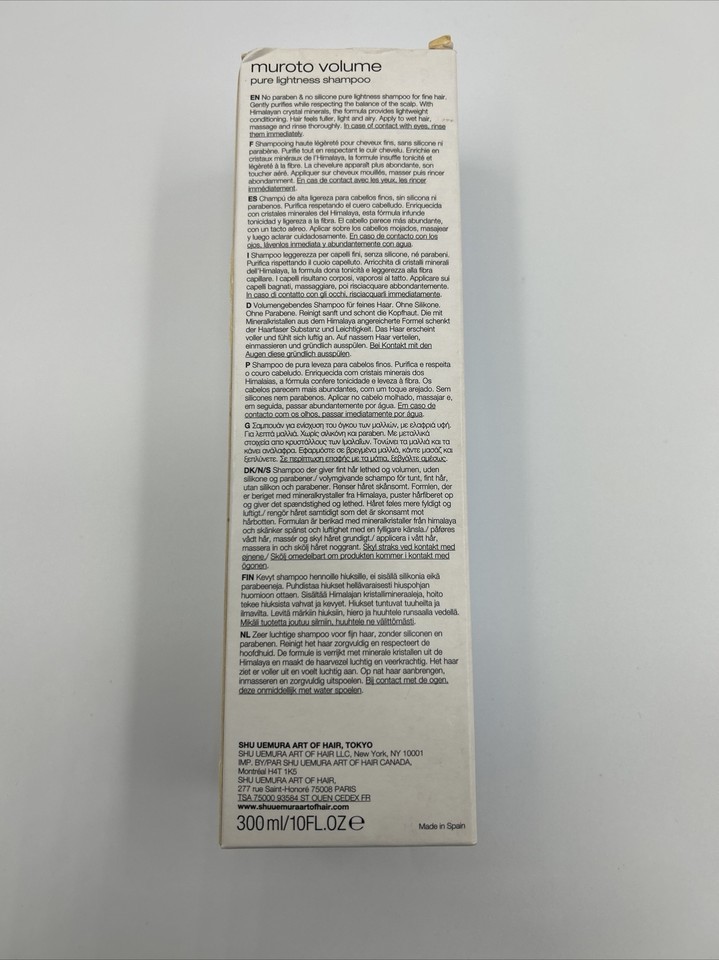 muroto volume
pure lightness shampoo
EN No paraben & no silicone pure lightness shampoo for fine hair.
Gently purifies while respecting the balance of the scalp. With
Himalayan crystal minerals, the formula provides lightweight
conditioning. Hair feels fuller, light and airy. Apply to wet hair,
massage and rinse thoroughly. In case of contact with eyes, rinse
them immediately.
F Shampooing haute légèreté pour cheveux fins, sans silicone ni
parabène. Purifie tout en respectant le cuir chevelu. Enrichie en
cristaux minéraux de l'Himalaya, la formule insuffle tonicité et
légèreté à la fibre. La chevelure apparaît plus abondante, son
toucher aéré. Appliquer sur cheveux mouillés, masser puis rincer
abondamment. En cas de contact avec les yeux, les rincer
immédiatement.
ES Champú de alta ligereza para cabellos finos, sin silicona ni
parabenos. Purifica respetando el cuero cabelludo. Enriquecida
con cristales minerales del Himalaya, esta fórmula infunde
tonicidad y ligereza a la fibra. El cabello parece más abundante,
con un tacto aéreo. Aplicar sobre los cabellos mojados, masajear
y luego aclarar cuidadosamente. En caso de contacto con los
ojos, lávenlos inmediata y abundantemente con agua.
I Shampoo leggerezza per capelli fini, senza silicone, né parabeni.
Purifica rispettando il cuoio capelluto. Arricchita di cristalli minerali
dell'Himalaya, la formula dona tonicità e leggerezza alla fibra
capillare. I capelli risultano corposi, vaporosi al tatto. Applicare sui
capelli bagnati, massaggiare, poi risciacquare abbondantemente.
In caso di contatto con gli occhi, risciacquarli immediatamente.
D Volumengebendes Shampoo für feines Haar. Ohne Silikone.
Ohne Parabene. Reinigt sanft und schont die Kopfhaut. Die mit
Mineralkristallen aus dem Himalaya angereicherte Formel schenkt
der Haarfaser Substanz und Leichtigkeit. Das Haar erscheint
voller und fühlt sich luftig an. Auf nassem Haar verteilen,
einmassieren und gründlich ausspülen. Bei Kontakt mit den
Augen diese gründlich ausspülen.
P Shampoo de pura leveza para cabelos finos. Purifica e respeita
o couro cabeludo. Enriquecida com cristais minerais dos
Himalaias, a fórmula confere tonicidade e leveza à fibra. Os
cabelos parecem mais abundantes, com um toque arejado. Sem
silicones nem parabenos. Aplicar no cabelo molhado, massajar e,
em seguida, passar abundantemente por água. Em caso de
contacto com os olhos, passar imediatamente por água.
G Σαμπουάν για ενίσχυση του όγκου των μαλλιών, με ελαφριά υφή.
Για λεπτά μαλλιά. Χωρίς σιλικόνη και paraben. Με μεταλλικά
στοιχεία απο κρυστάλλους των Ιμαλαΐων. Τονώνει τα μαλλιά και τα
κάνει ανάλαφρα. Εφαρμόστε σε βρεγμένα μαλλιά, κάντε μασάζ και
ξεπλύνετε. Σε περίπτωση επαφής με τα μάτια, ξεβγάλτε αμέσως.
DK/N/S Shampoo der giver fint hår lethed og volumen, uden
silikone og parabener./ volymgivande schampo för tunt, fint hår,
utan silikon och parabener. Renser håret skånsomt. Formlen, der
er beriget med mineralkrystaller fra Himalaya, puster hårfiberet op
og giver det spændstighed og lethed. Håret føles mere fyldigt og
luftigt./ rengör håret samtidigt som det är skonsamt mot
hårbotten. Formulan är berikad med mineralkristaller från himalaya
och skänker spänst och luftighet med en fylligare känsla./ påføres
vådt hår, massér og skyl håret grundigt./ applicera i vått hår,
massera in och skölj håret noggrant. Skyl straks ved kontakt med
øjnene./ Skölj omedelbart om produkten kommer i kontakt med
ögonen.
FIN Kevyt shampoo hennoille hiuksille, ei sisällä silikonia eikä
parabeeneja. Puhdistaa hiukset hellävaraisesti hiuspohjan
huomioon ottaen. Sisältää Himalajan kristallimineraaleja, hoito
tekee hiuksista vahvat ja kevyet. Hiukset tuntuvat tuuheilta ja
ilmavilta. Levitä märkiin hiuksiin, hiero ja huuhtele runsaalla vedellä.
Mikäli tuotetta joutuu silmiin, huuhtele ne välittömästi.
NL Zeer luchtige shampoo voor fijn haar, zonder siliconen en
parabenen. Reinigt het haar zorgvuldig en respecteert de
hoofdhuid. De formule is verrijkt met minerale kristallen uit de
Himalaya en maakt de haarvezel luchtig en veerkrachtig. Het haar
ziet er voller uit en voelt luchtig aan. Op nat haar aanbrengen,
inmasseren en zorgvuldig uitspoelen. Bij contact met de ogen,
deze onmiddellijk met water spoelen.
SHU UEMURA ART OF HAIR, TOKYO
SHU UEMURA ART OF HAIR LLC, New York, NY 10001
IMP. BY/PAR SHU UEMURA ART OF HAIR CANADA,
Montréal H4T 1K5
SHU UEMURA ART OF HAIR,
277 rue Saint-Honoré 75008 PARIS
TSA 75000 93584 ST OUEN CEDEX FR
www.shuuemuraartofhair.com
300 ml/10FL.OZ e Made in Spain